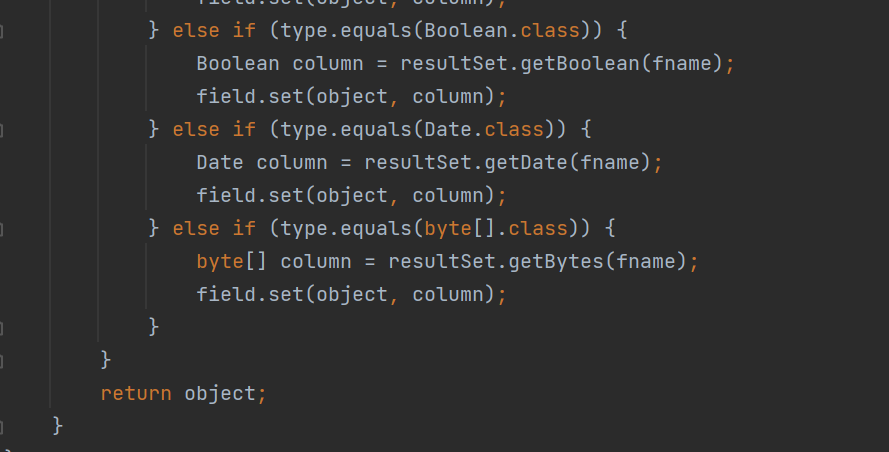 field.set(object, column);
} else if (type.equals(Boolean.class)) {
Boolean column = resultSet.getBoolean(fname);
field.set(object, column);
} else if (type.equals(Date.class)) {
Date column = resultSet.getDate(fname);
field.set(object, column);
} else if (type.equals(byte[].class)) {
byte[] column = resultSet.getBytes(fname);
field.set(object, column);
}
}
return object;
}